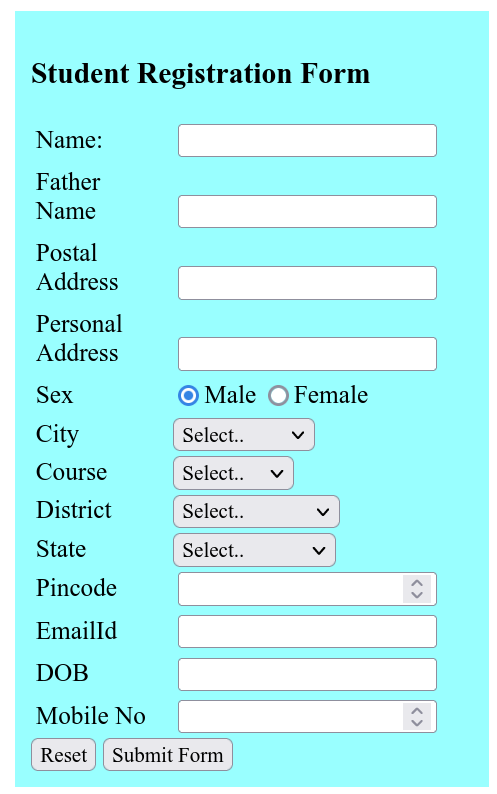 Student Registration Form
Name:
Father
Name
Postal
Address
Personal
Address
Sex Male Female
City Select..
Course Select..
District Select..
State Select..
Pincode
EmailId
DOB
Mobile No
Reset Submit Form